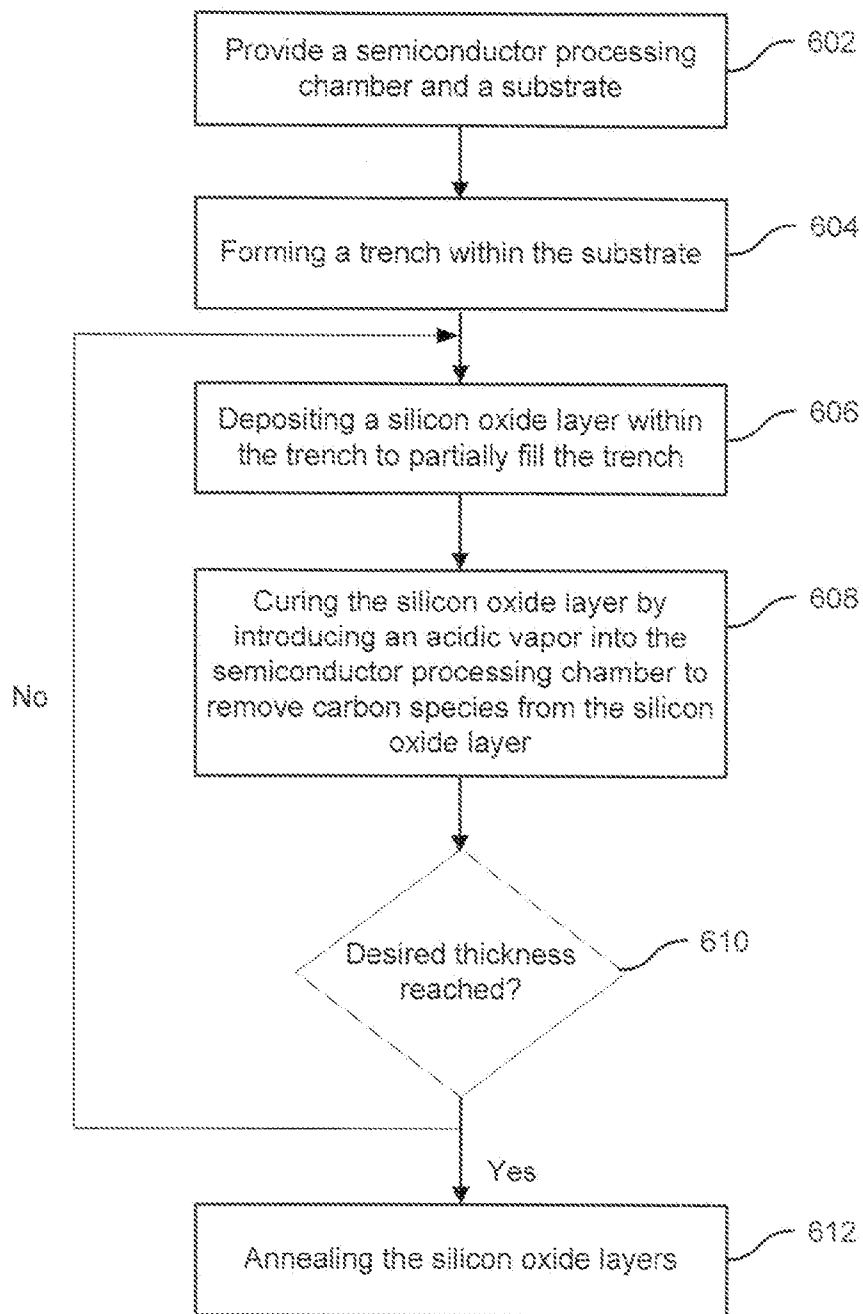 Provide a semiconductor processing
chamber and a substrate
602
Forming a trench within the substrate
604
Depositing a silicon oxide layer within
the trench to partially fill the trench
606
Curing the silicon oxide layer by
introducing an acidic vapor into the
semiconductor processing chamber to
remove carbon species from the silicon
oxide layer
608
No
Desired thickness
reached?
610
Yes
Annealing the silicon oxide layers
612